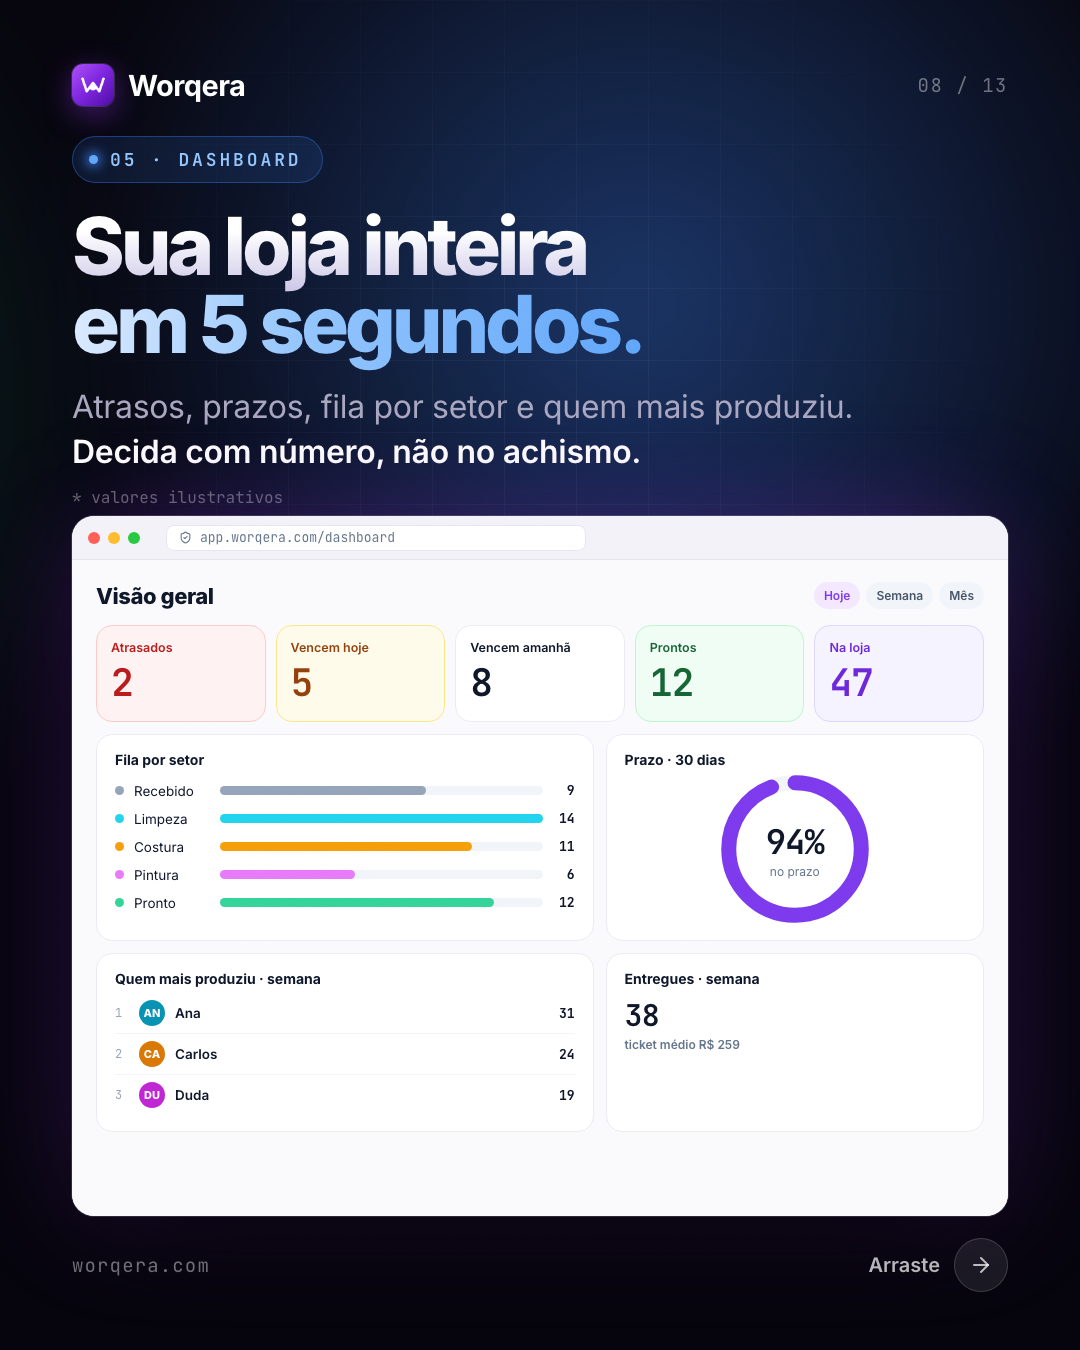 Worqera
08 / 13
05 · DASHBOARD
Sua loja inteira
em 5 segundos.
Atrasos, prazos, fila por setor e quem mais produziu.
Decida com número, não no achismo.
* valores ilustrativos
app.worqera.com/dashboard
Visão geral
Hoje Semana Mês
Atrasados
2
Vencem hoje
5
Vencem amanhã
8
Prontos
12
Na loja
47
Fila por setor
Recebido 9
Limpeza 14
Costura 11
Pintura 6
Pronto 12
Prazo · 30 dias
94%
no prazo
Quem mais produziu · semana
1 AN Ana 31
2 CA Carlos 24
3 DU Duda 19
Entregues · semana
38
ticket médio R$ 259
worqera.com
Arraste